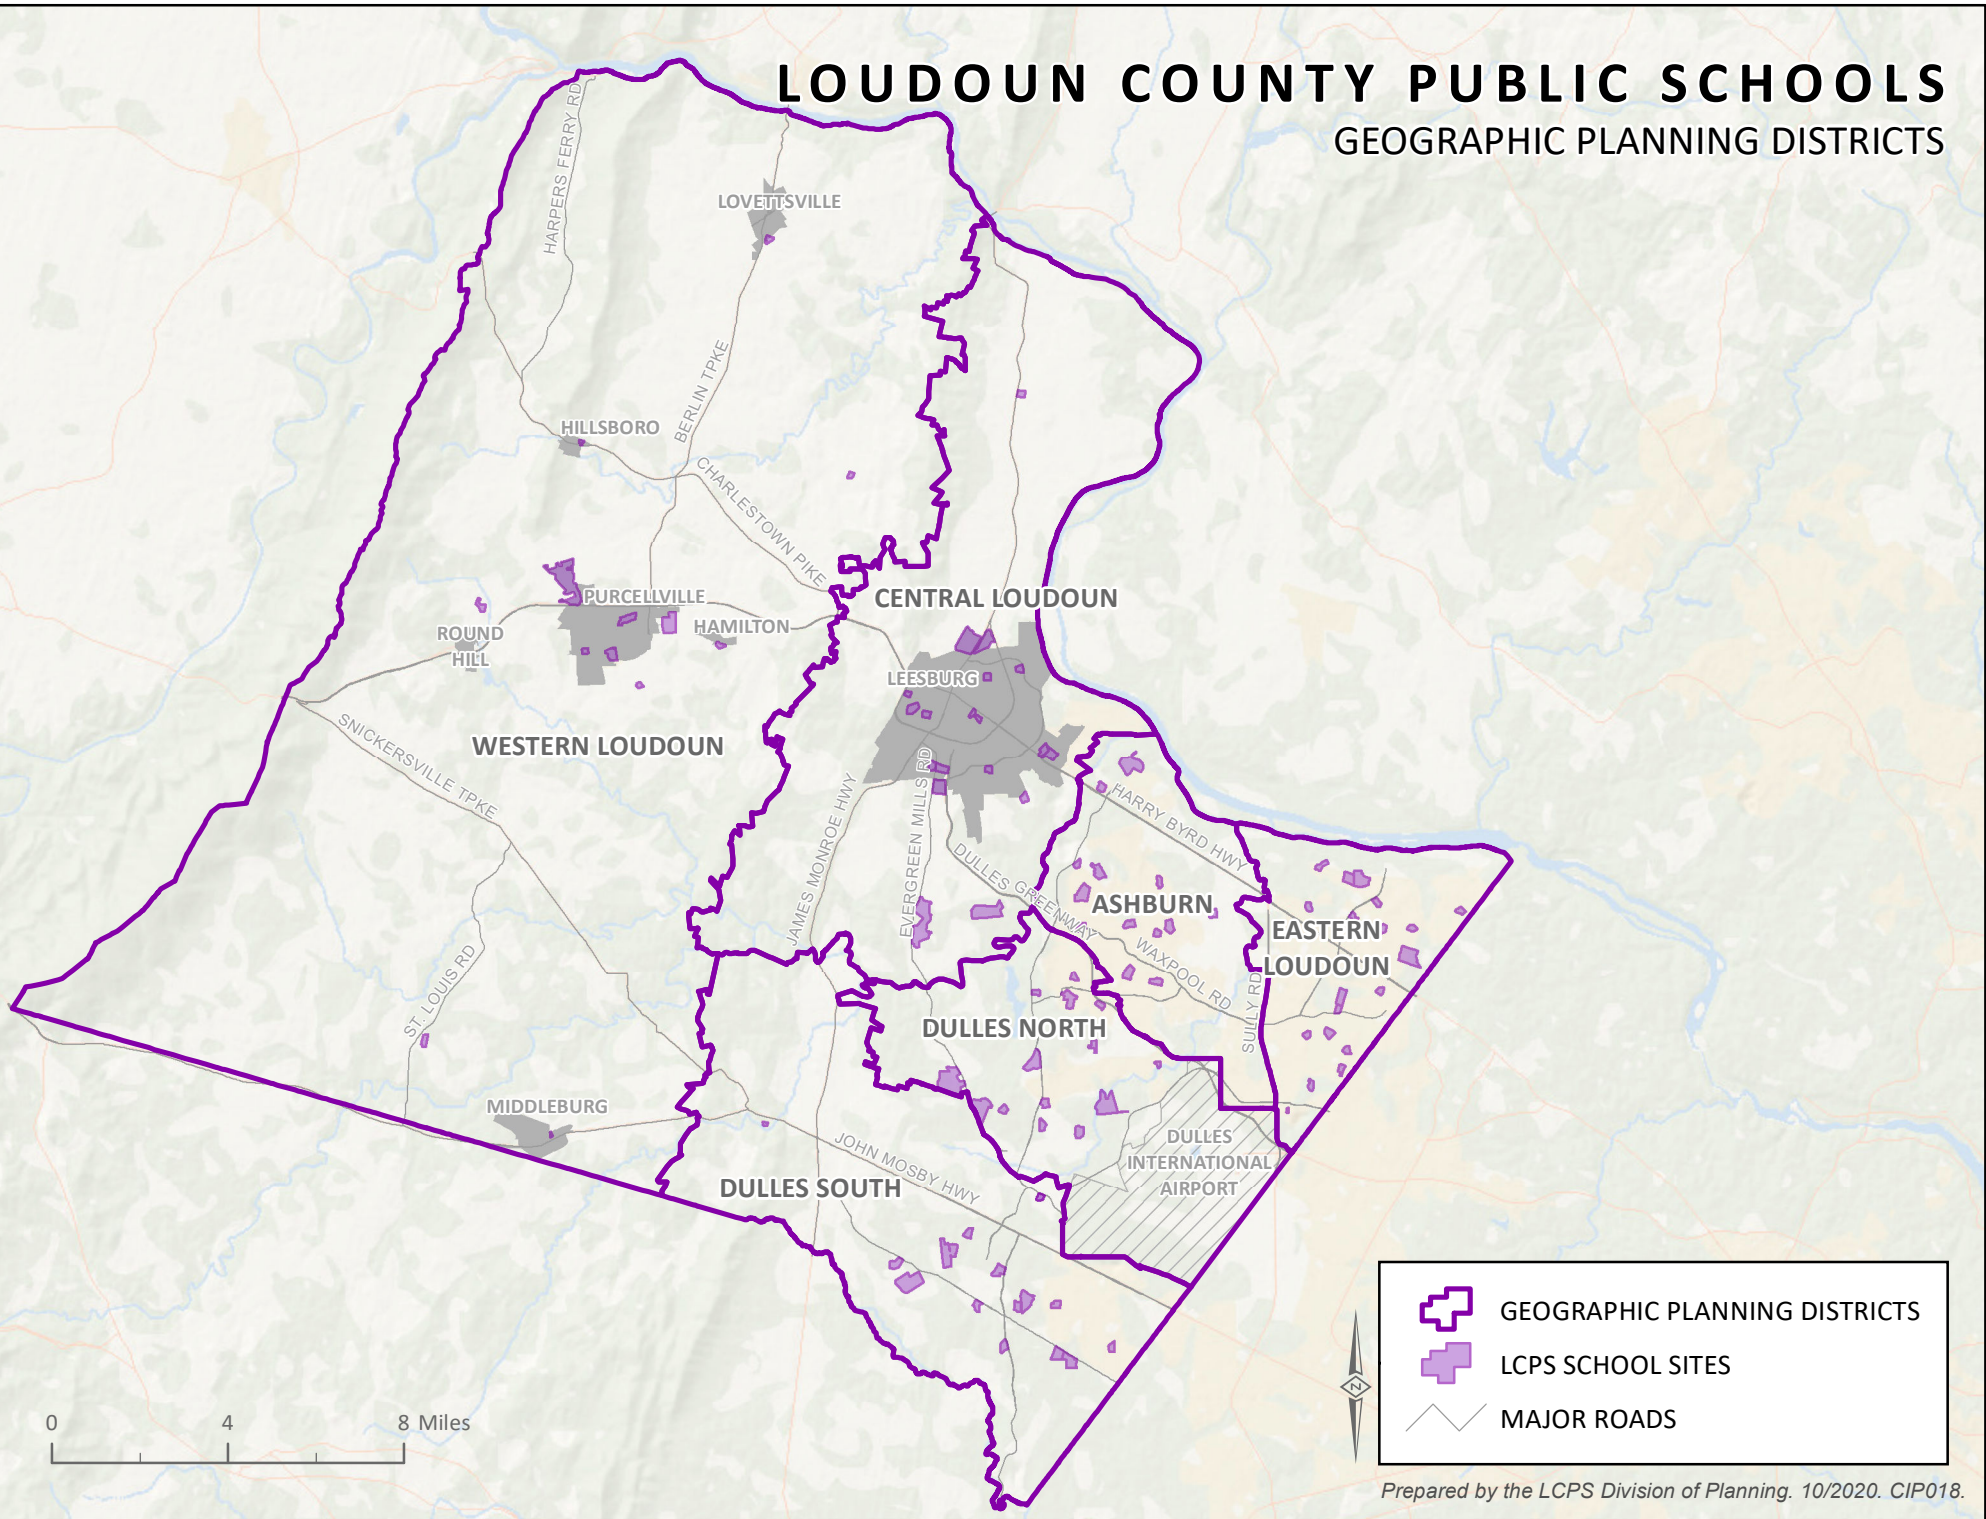 LOUDOUN COUNTY PUBLIC SCHOOLS
GEOGRAPHIC PLANNING DISTRICTS
HARPERS FERRY RD
LOVETTSVILLE
BERLIN TPKE
HILLSBORO
CHARLESTOWN PIKE
PURCELLVILLE
CENTRAL LOUDOUN
ROUND
HILL
HAMILTON
LEESBURG
SNICKERSVILLE TPKE
WESTERN LOUDOUN
JAMES MONROE HWY
EVERGREEN MILLS RD
HARRY BYRD HWY
DULLES GREENWAY
ASHBURN
EASTERN
LOUDOUN
WAXPOOL RD
SULLY RD
ST. LOUIS RD
DULLES NORTH
MIDDLEBURG
DULLES
INTERNATIONAL
AIRPORT
JOHN MOSBY HWY
DULLES SOUTH
GEOGRAPHIC PLANNING DISTRICTS
LCPS SCHOOL SITES
MAJOR ROADS
N
0 4 8 Miles
Prepared by the LCPS Division of Planning. 10/2020. CIP018.